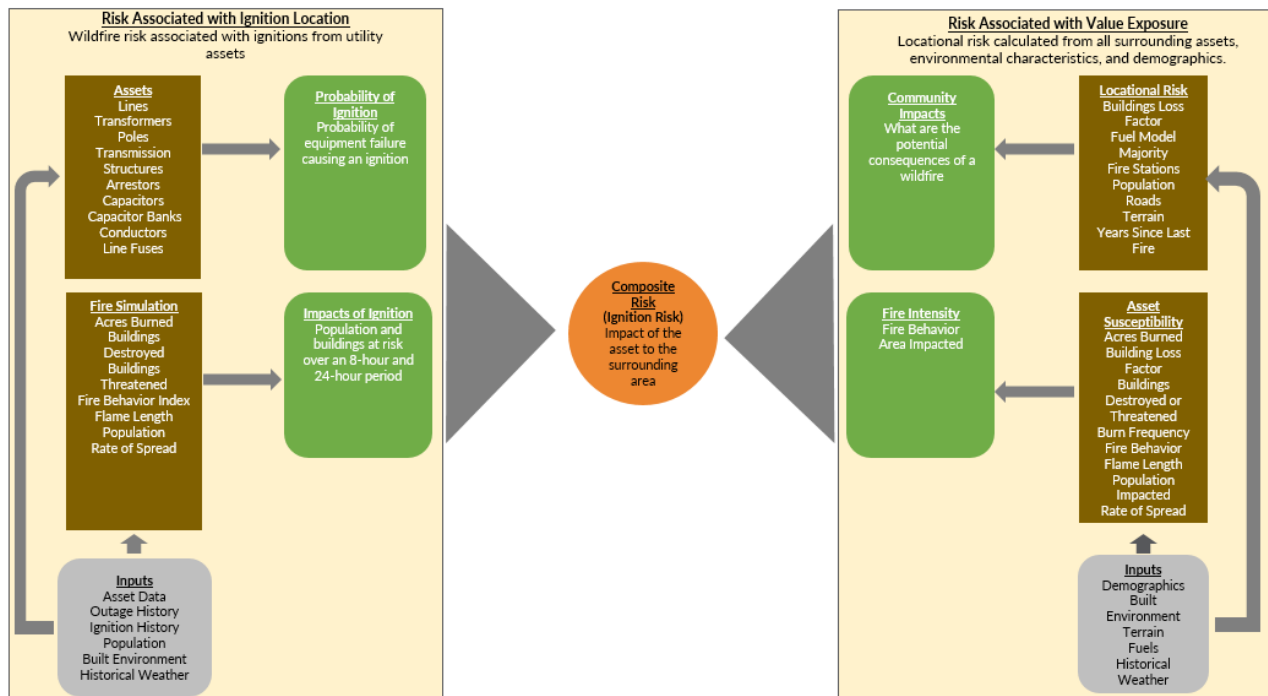 Risk Associated with Ignition Location
Wildfire risk associated with ignitions from utility
assets
Assets
Lines
Transformers
Poles
Transmission
Structures
Arrestors
Capacitors
Capacitor Banks
Conductors
Line Fuses
Probability of
Ignition
Probability of
equipment failure
causing an ignition
Fire Simulation
Acres Burned
Buildings
Destroyed
Buildings
Threatened
Fire Behavior Index
Flame Length
Population
Rate of Spread
Impacts of Ignition
Population and
buildings at risk
over an 8-hour and
24-hour period
Inputs
Asset Data
Outage History
Ignition History
Population
Built Environment
Historical Weather
Composite
Risk
(Ignition Risk)
Impact of the
asset to the
surrounding
area
Risk Associated with Value Exposure
Locational risk calculated from all surrounding assets,
environmental characteristics, and demographics.
Community
Impacts
What are the
potential
consequences of a
wildfire
Locational Risk
Buildings Loss
Factor
Fuel Model
Majority
Fire Stations
Population
Roads
Terrain
Years Since Last
Fire
Fire Intensity
Fire Behavior
Area Impacted
Asset
Susceptibility
Acres Burned
Building Loss
Factor
Buildings
Destroyed or
Threatened
Burn Frequency
Fire Behavior
Flame Length
Population
Impacted
Rate of Spread
Inputs
Demographics
Built
Environment
Terrain
Fuels
Historical
Weather